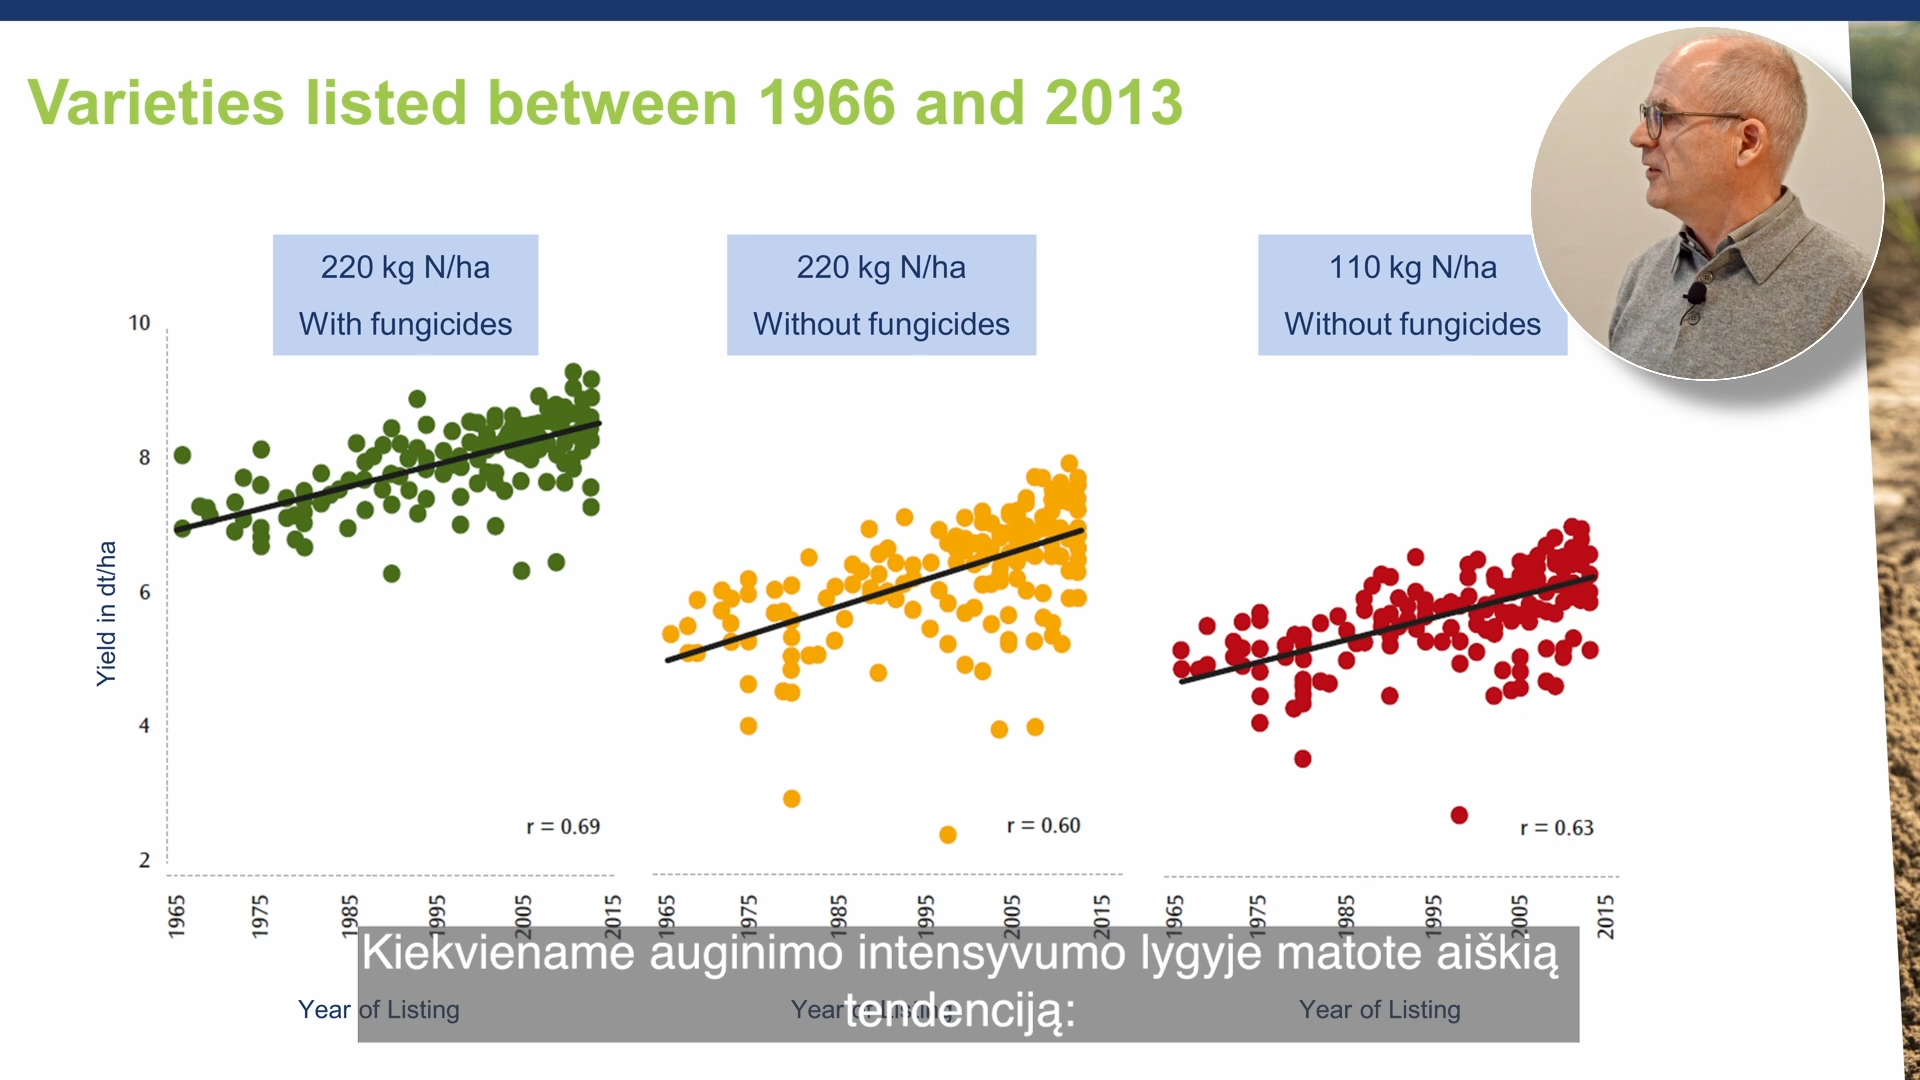 Varieties listed between 1966 and 2013
220 kg N/ha
With fungicides
220 kg N/ha
Without fungicides
110 kg N/ha
Without fungicides
Yield in dt/ha
10
8
6
4
2
r = 0.69
r = 0.60
r = 0.63
1965
1975
1985
1995
2005
2015
1965
1975
1985
1995
2005
2015
1965
1975
1985
1995
2005
2015
Year of Listing
Year of Listing
Year of Listing
Kiekviename auginimo intensyvumo lygyje matote aiškią
tendenciją: